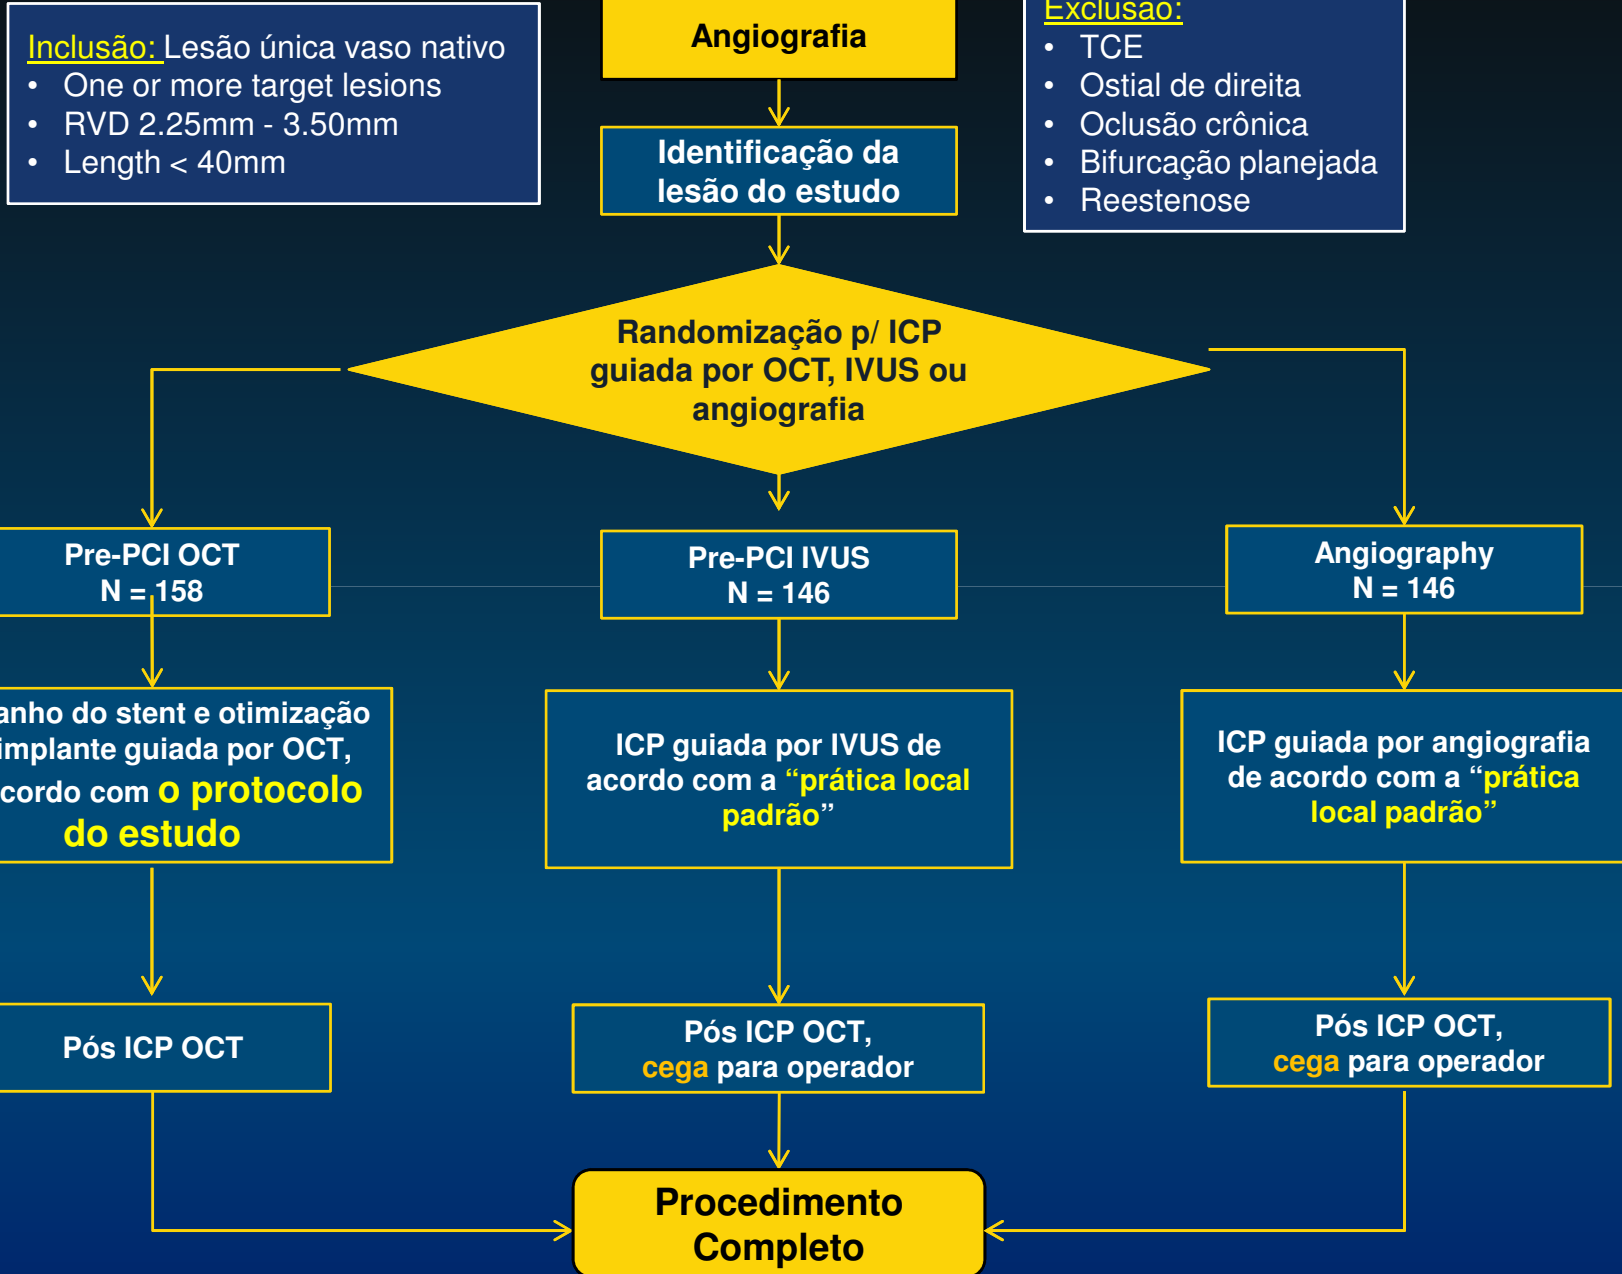 Inclusão: Lesão única vaso nativo
• One or more target lesions
• RVD 2.25mm - 3.50mm
• Length < 40mm
Angiografia
Exclusão:
• TCE
• Ostial de direita
• Oclusão crônica
• Bifurcação planejada
• Reestenose
Identificação da
lesão do estudo
Randomização p/ ICP
guiada por OCT, IVUS ou
angiografia
Pre-PCI OCT
N = 158
Pre-PCI IVUS
N = 146
Angiography
N = 146
anho do stent e otimização
implante guiada por OCT,
cordo com o protocolo
do estudo
ICP guiada por IVUS de
acordo com a “prática local
padrão”
ICP guiada por angiografia
de acordo com a “prática
local padrão”
Pós ICP OCT
Pós ICP OCT,
cega para operador
Pós ICP OCT,
cega para operador
Procedimento
Completo